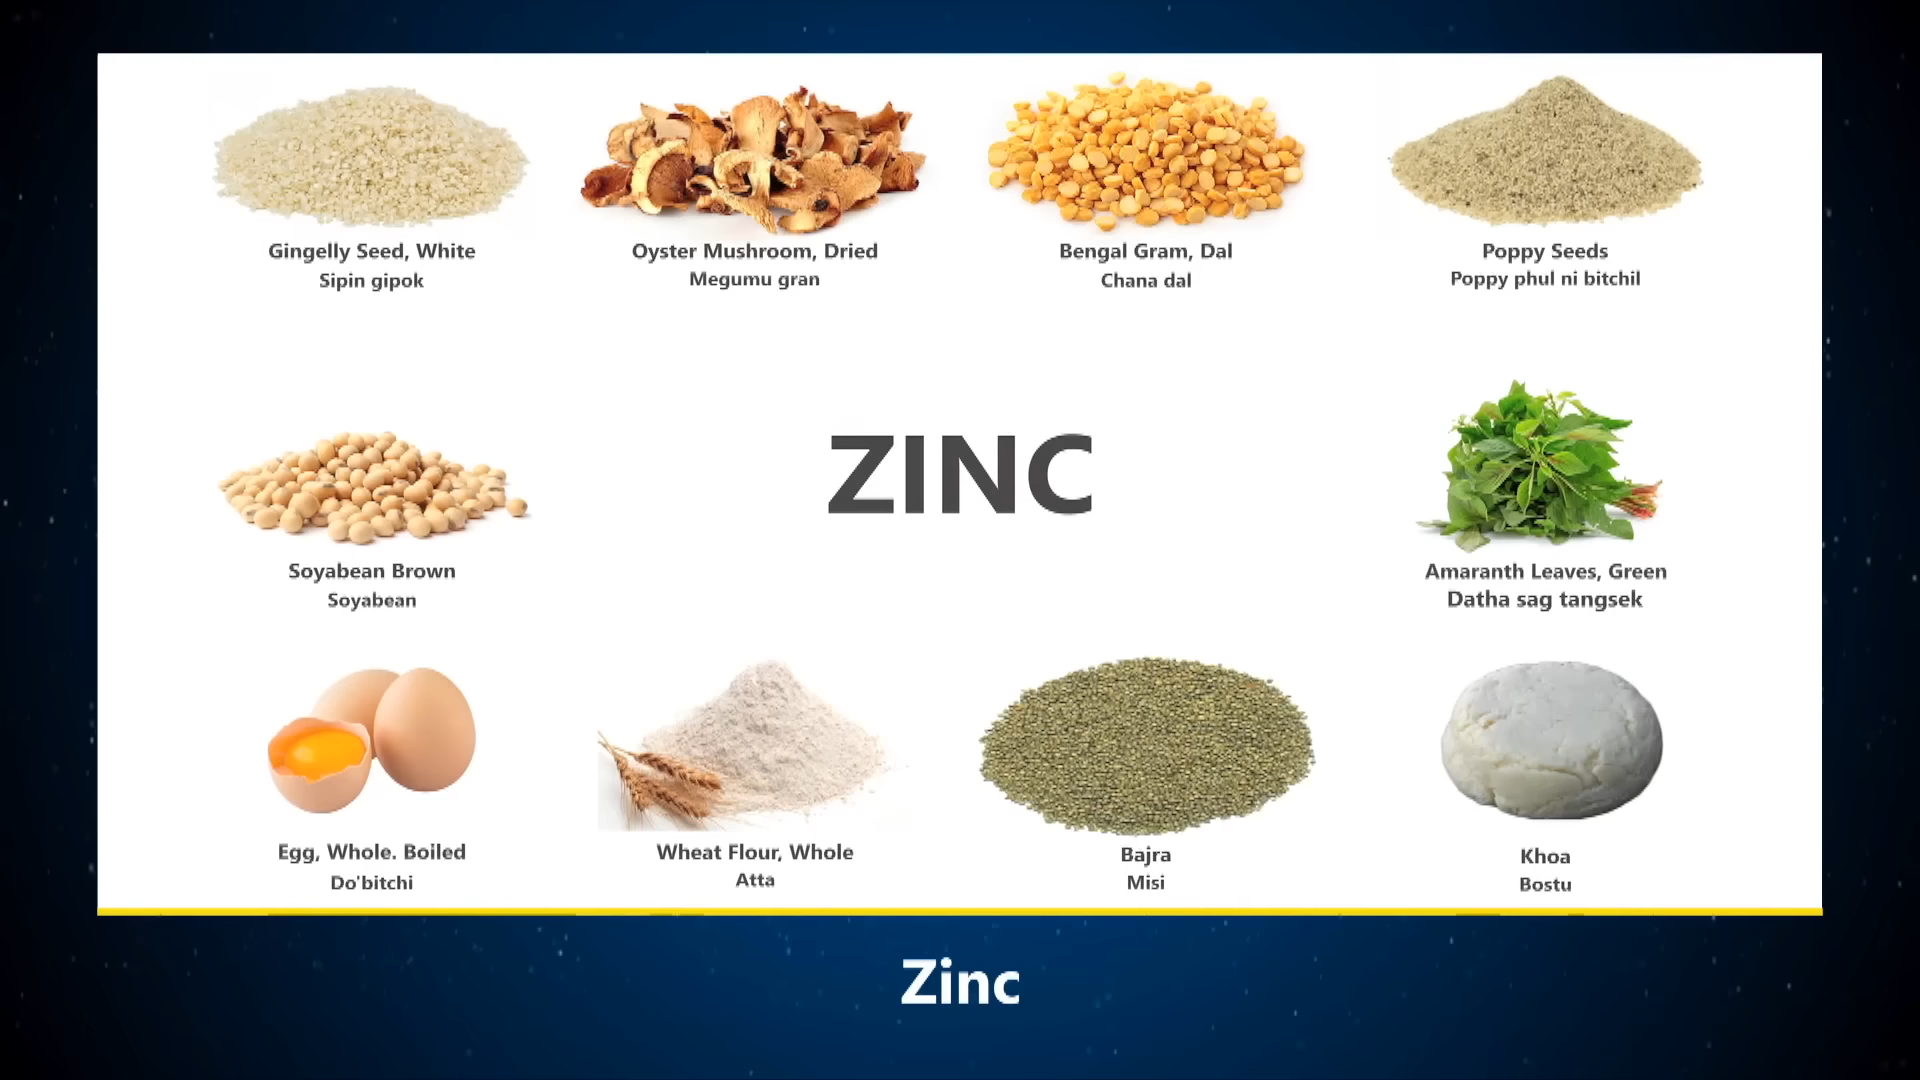 Gingelly Seed, White
Sipin gipok
Oyster Mushroom, Dried
Megumu gran
Bengal Gram, Dal
Chana dal
Poppy Seeds
Poppy phul ni bitchil
Soyabean Brown
Soyabean
ZINC
Amaranth Leaves, Green
Datha sag tangsek
Egg, Whole. Boiled
Do'bitchi
Wheat Flour, Whole
Atta
Bajra
Misi
Khoa
Bostu
Zinc